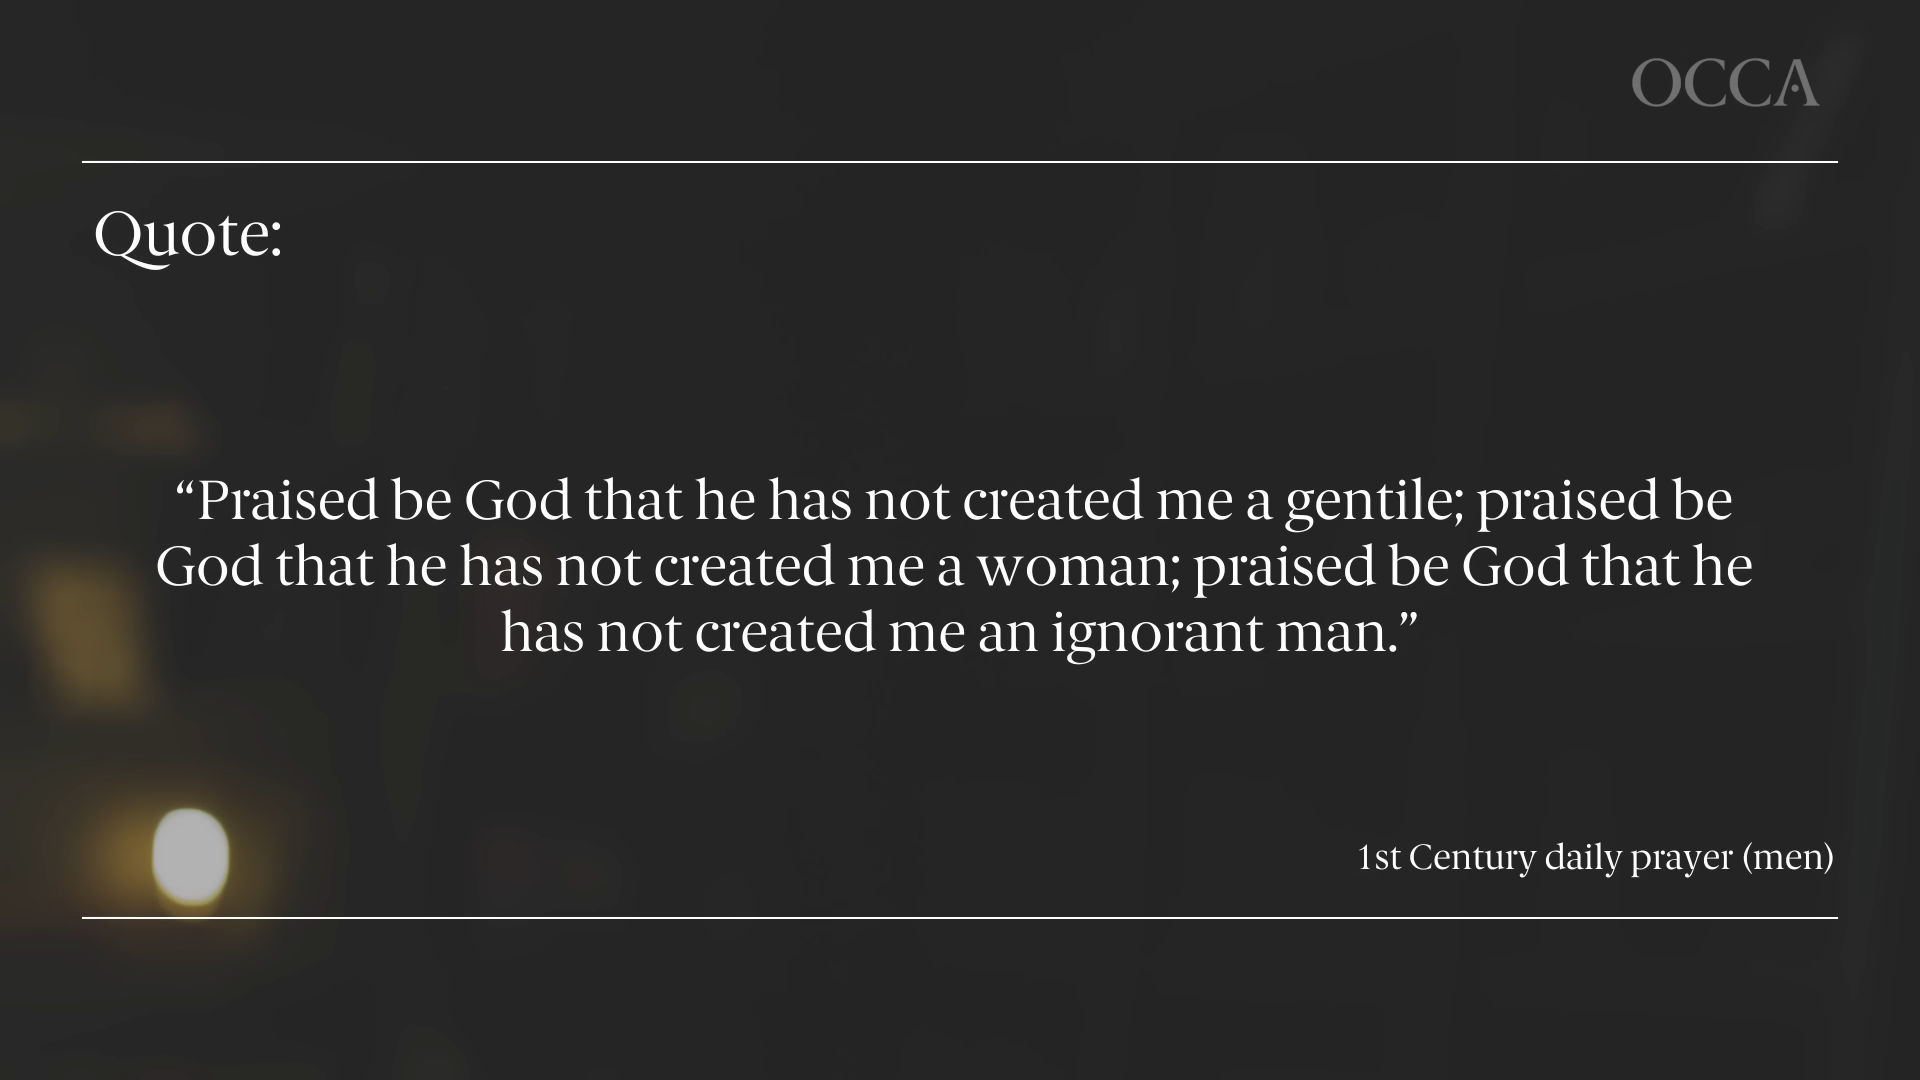 OCCA
Quote:
“Praised be God that he has not created me a gentile; praised be
God that he has not created me a woman; praised be God that he
has not created me an ignorant man.”
1st Century daily prayer (men)